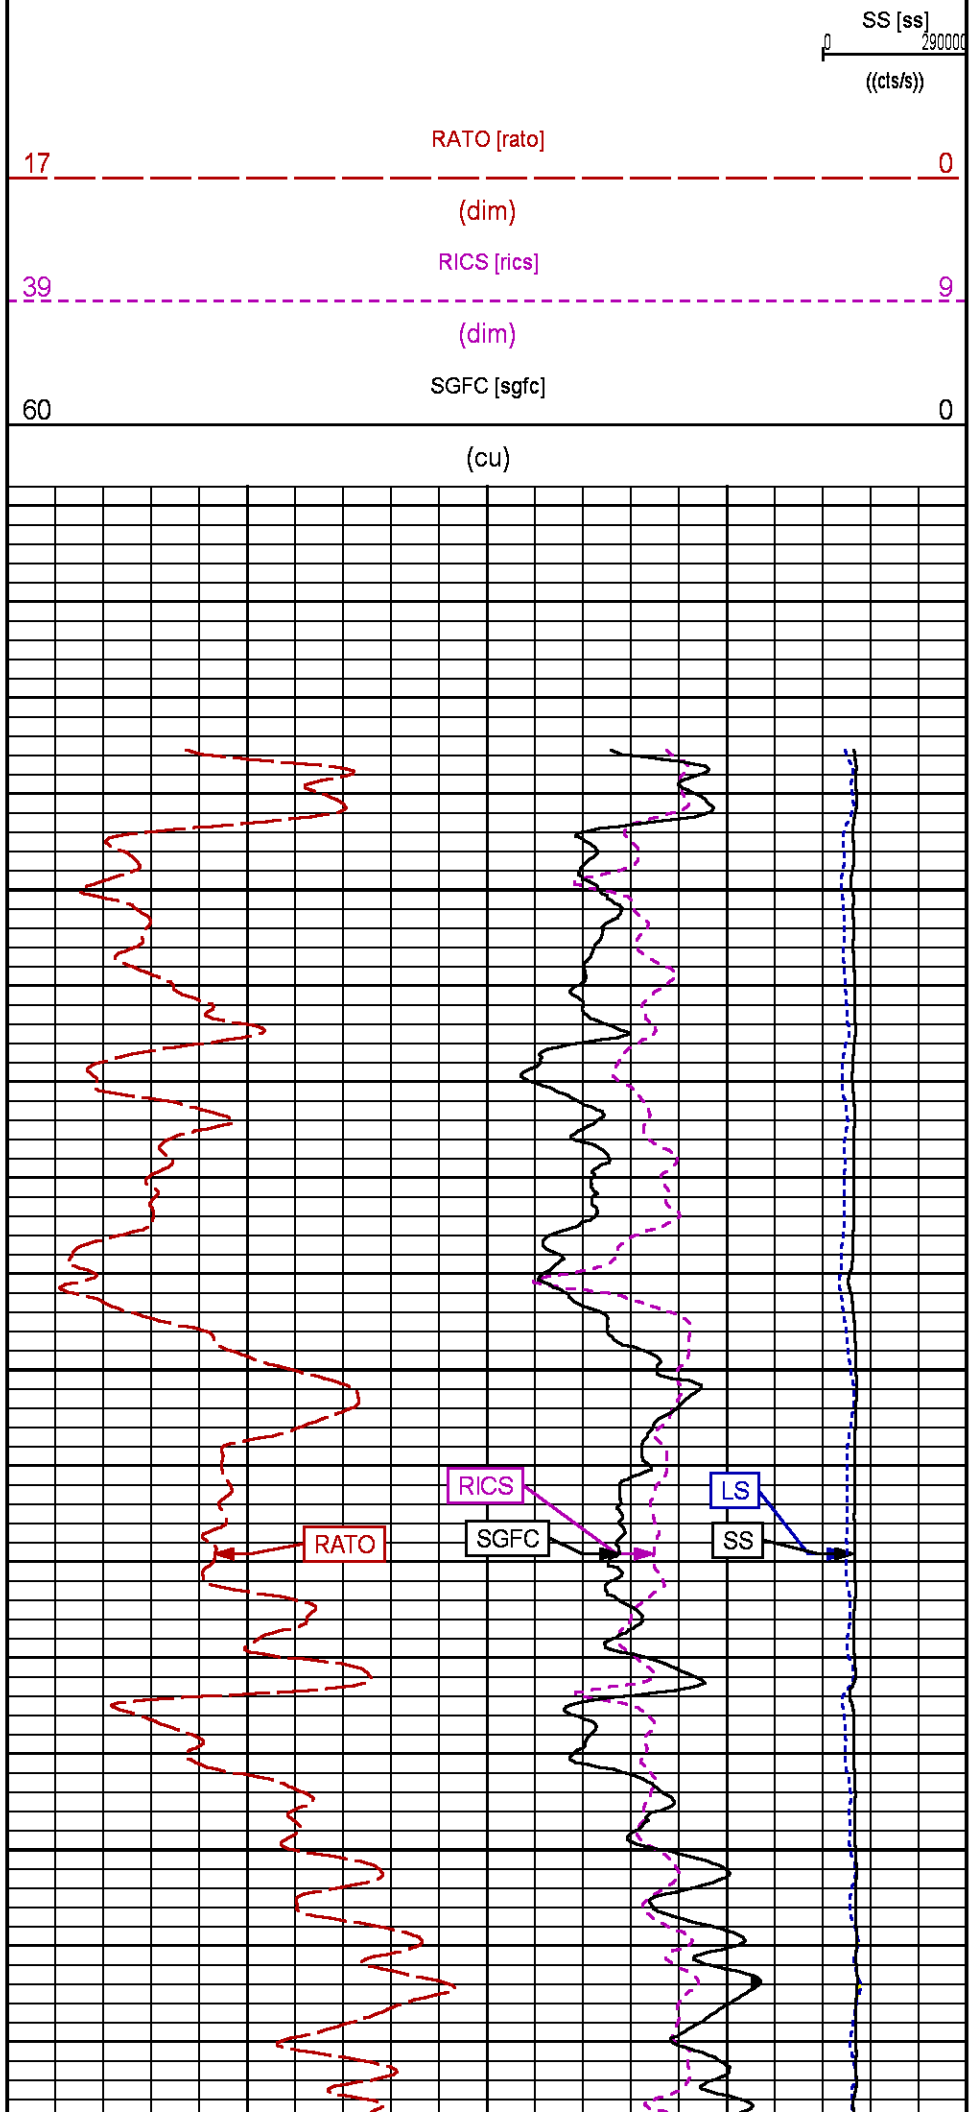 SS [ss]
0 290000
((cts/s))
RATO [rato]
17 0
(dim)
RICS [rics]
39 9
(dim)
SGFC [sgfc]
60 0
(cu)
RICS
LS
SGFC
SS
RATO